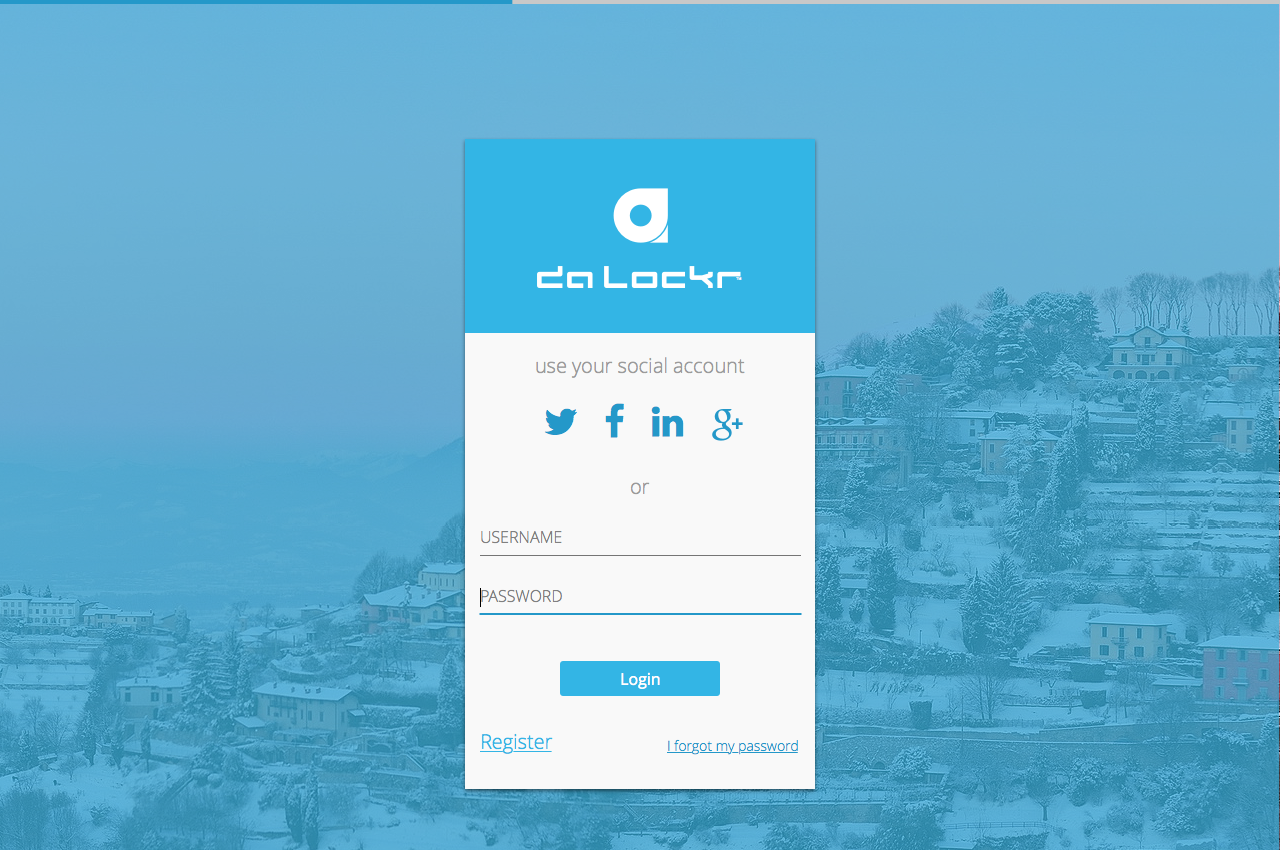 da Lockr
use your social account
or
USERNAME
PASSWORD
Login
Register
I forgot my password